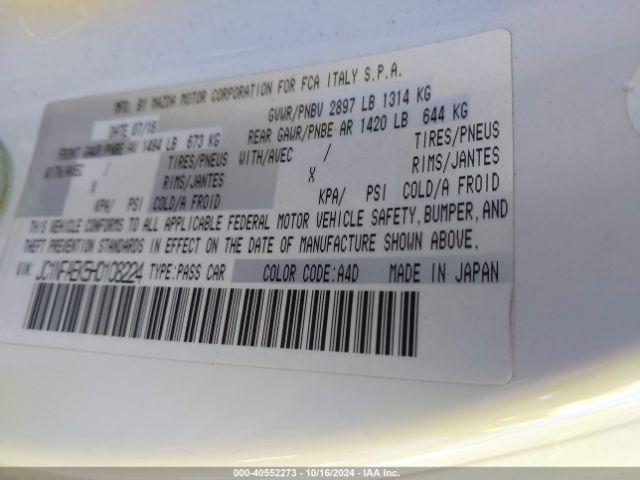 MFD. BY MAZDA MOTOR CORPORATION FOR FCA ITALY S.P.A.
DATE 07/16 GVWR/PNBV 2897 LB 1314 KG
FRONT GAWR/PNBE AV 1484 LB 673 KG REAR GAWR/PNBE AR 1420 LB 644 KG
WITH/AVEC / TIRES/PNEUS WITH/AVEC / TIRES/PNEUS
X RIMS/JANTES X RIMS/JANTES
KPA/ PSI COLD/A FROID KPA/ PSI COLD/A FROID
THIS VEHICLE CONFORMS TO ALL APPLICABLE FEDERAL MOTOR VEHICLE SAFETY, BUMPER, AND
THEFT PREVENTION STANDARDS IN EFFECT ON THE DATE OF MANUFACTURE SHOWN ABOVE.
VIN: JC1NFAEK5H0108224 TYPE:PASS CAR COLOR CODE:A4D MADE IN JAPAN
000-40552273 - 10/16/2024 - IAA Inc.